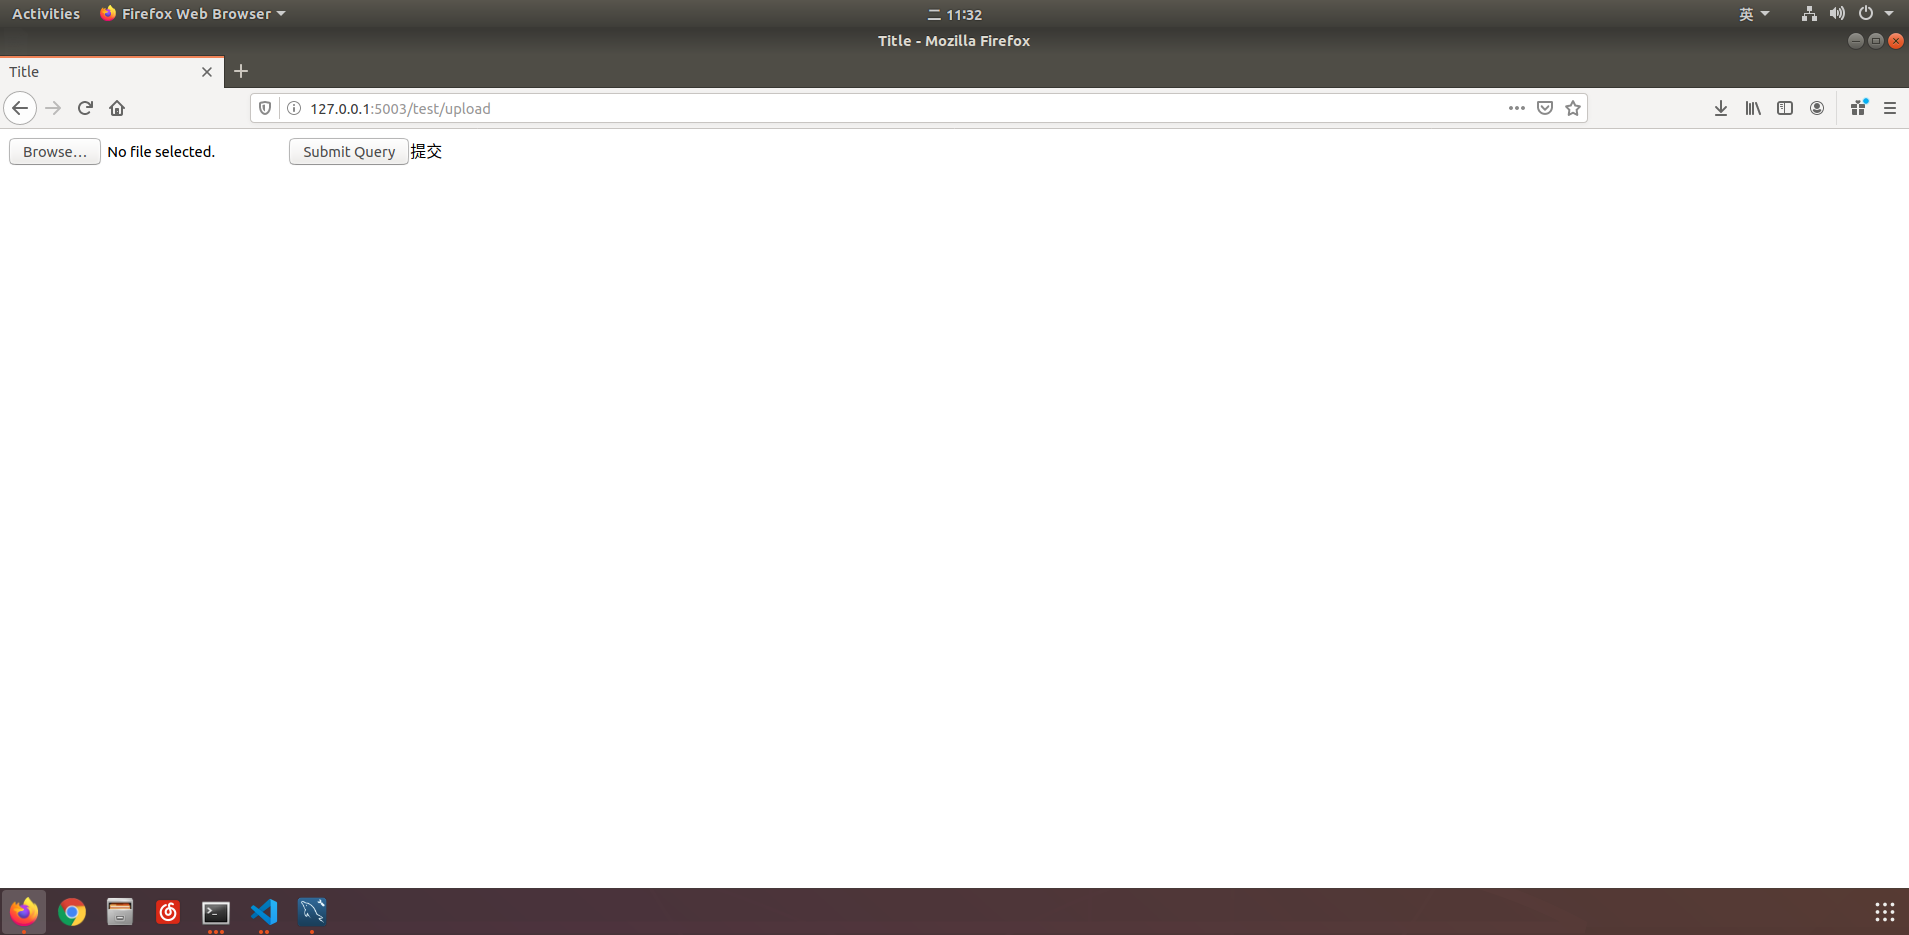 Activities Firefox Web Browser 二 11:32 英
Title - Mozilla Firefox
Title
127.0.0.1:5003/test/upload
Browse... No file selected. Submit Query 提交